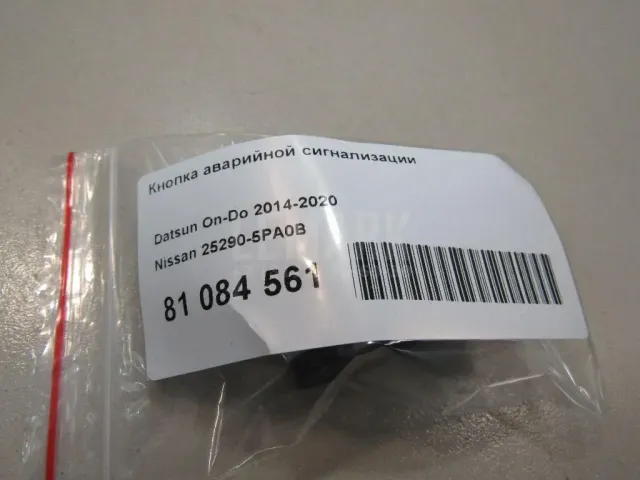 Кнопка аварийной сигнализации
Datsun On-Do 2014-2020
Nissan 25290-5PA0B
81 084 561